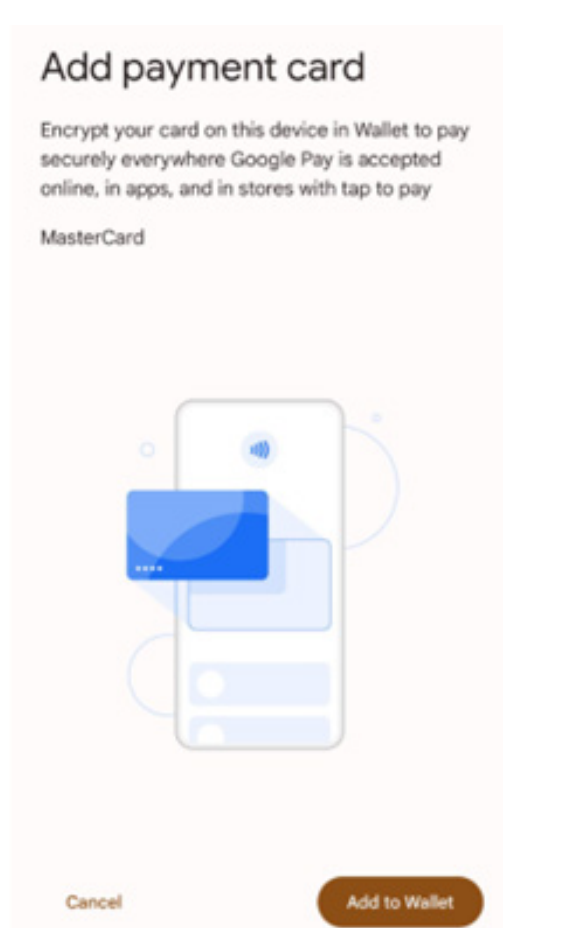 Add payment card
Encrypt your card on this device in Wallet to pay
securely everywhere Google Pay is accepted
online, in apps, and in stores with tap to pay
MasterCard
Cancel
Add to Wallet